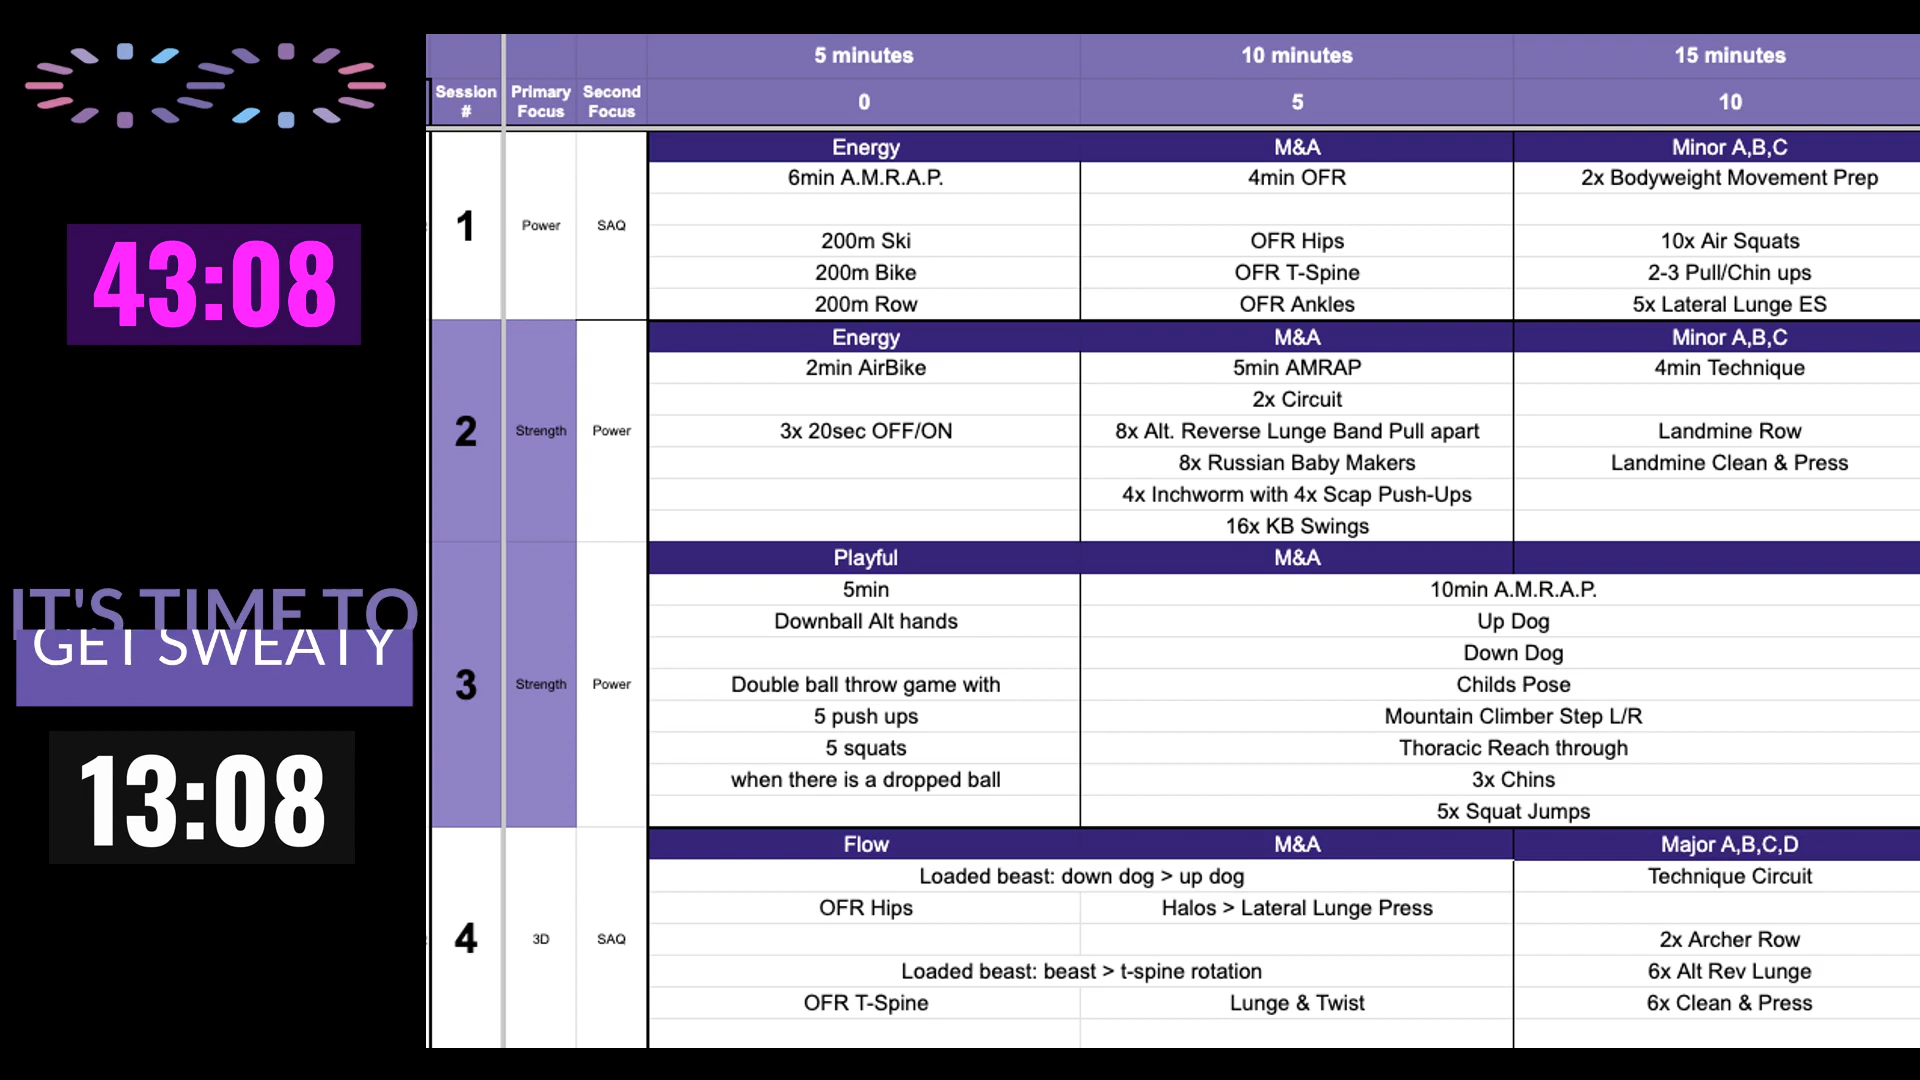 43:08
IT'S TIME TO
GET SWEATY
13:08
5 minutes 10 minutes 15 minutes
Session # Primary Focus Second Focus 0 5 10
Energy M&A Minor A,B,C
6min A.M.R.A.P. 4min OFR 2x Bodyweight Movement Prep
1 Power SAQ
200m Ski OFR Hips 10x Air Squats
200m Bike OFR T-Spine 2-3 Pull/Chin ups
200m Row OFR Ankles 5x Lateral Lunge ES
Energy M&A Minor A,B,C
2min AirBike 5min AMRAP 4min Technique
2x Circuit
2 Strength Power 3x 20sec OFF/ON 8x Alt. Reverse Lunge Band Pull apart Landmine Row
8x Russian Baby Makers Landmine Clean & Press
4x Inchworm with 4x Scap Push-Ups
16x KB Swings
Playful M&A
5min 10min A.M.R.A.P.
Downball Alt hands Up Dog
Down Dog
3 Strength Power Double ball throw game with Childs Pose
5 push ups Mountain Climber Step L/R
5 squats Thoracic Reach through
when there is a dropped ball 3x Chins
5x Squat Jumps
Flow M&A Major A,B,C,D
Loaded beast: down dog > up dog Technique Circuit
OFR Hips Halos > Lateral Lunge Press
4 3D SAQ 2x Archer Row
Loaded beast: beast > t-spine rotation 6x Alt Rev Lunge
OFR T-Spine Lunge & Twist 6x Clean & Press